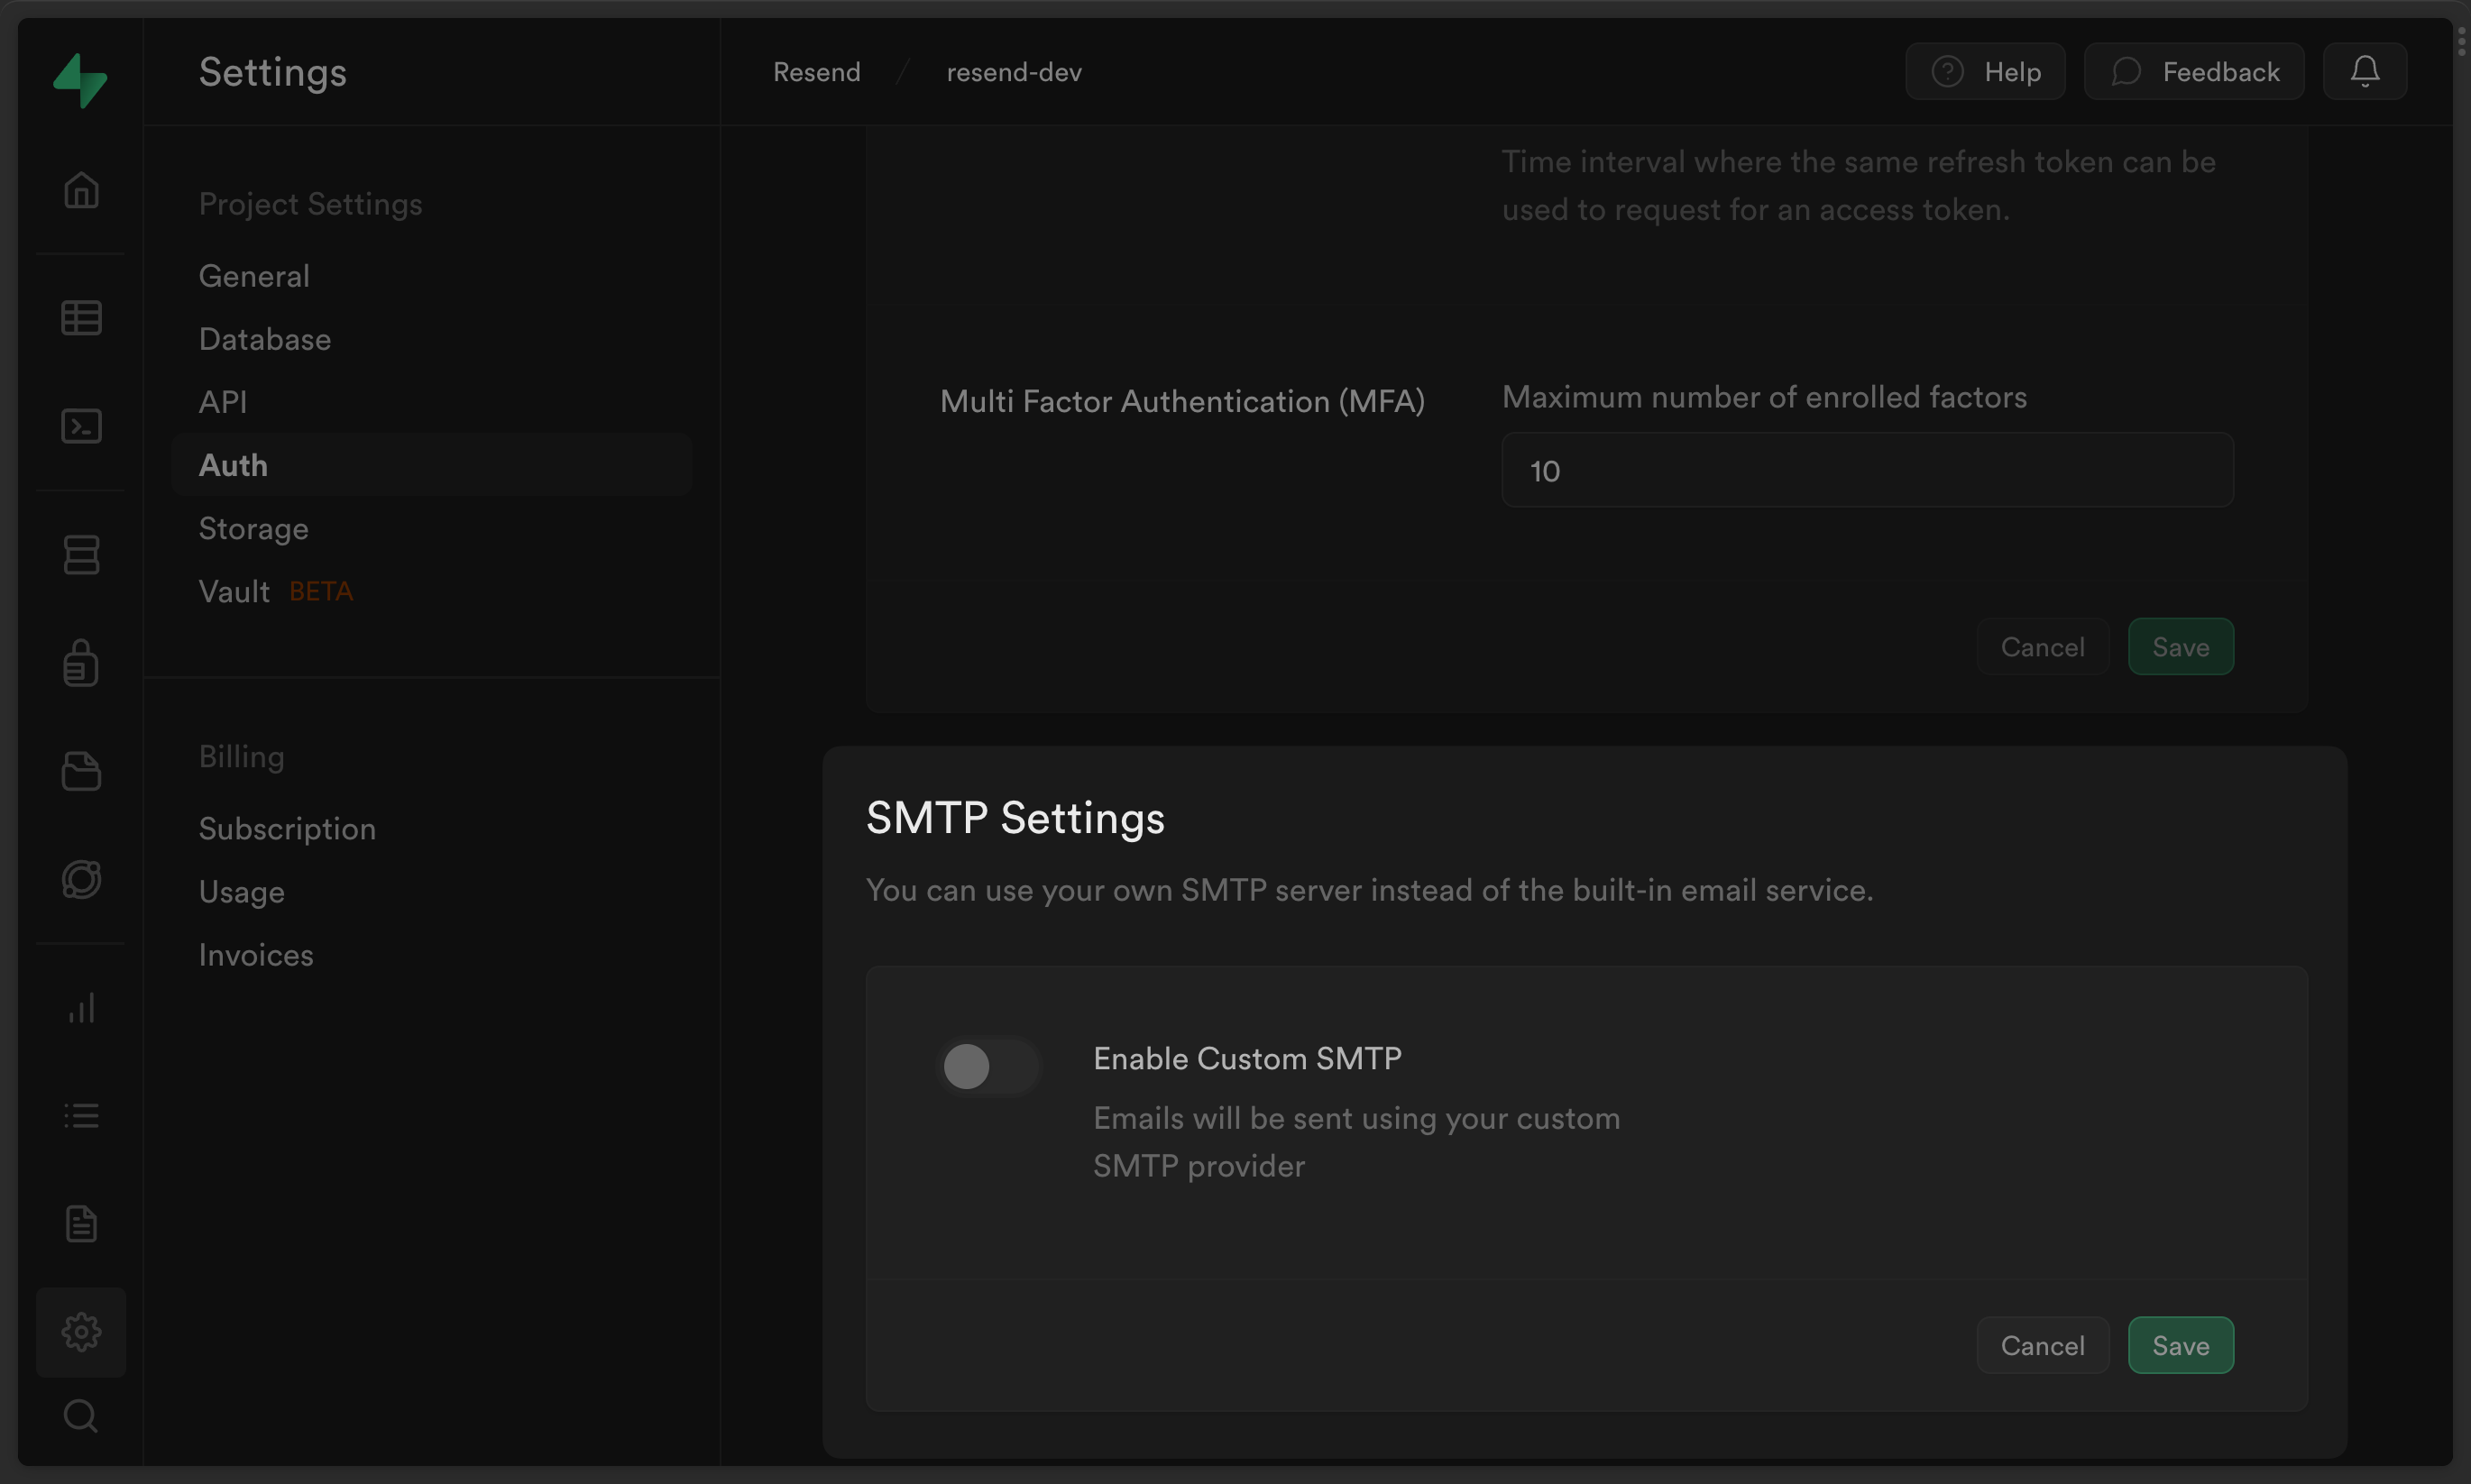 Settings
Resend / resend-dev
Help
Feedback
Project Settings
General
Database
API
Auth
Storage
Vault BETA
Billing
Subscription
Usage
Invoices
Time interval where the same refresh token can be
used to request for an access token.
Multi Factor Authentication (MFA)
Maximum number of enrolled factors
10
Cancel
Save
SMTP Settings
You can use your own SMTP server instead of the built-in email service.
Enable Custom SMTP
Emails will be sent using your custom
SMTP provider
Cancel
Save